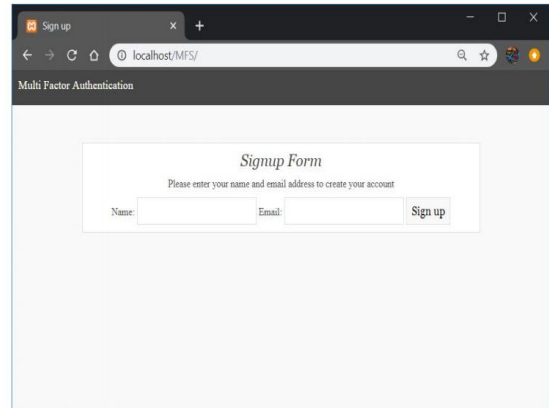 Sign up
localhost/MFS/
Multi Factor Authentication
Signup Form
Please enter your name and email address to create your account
Name: Email: Sign up